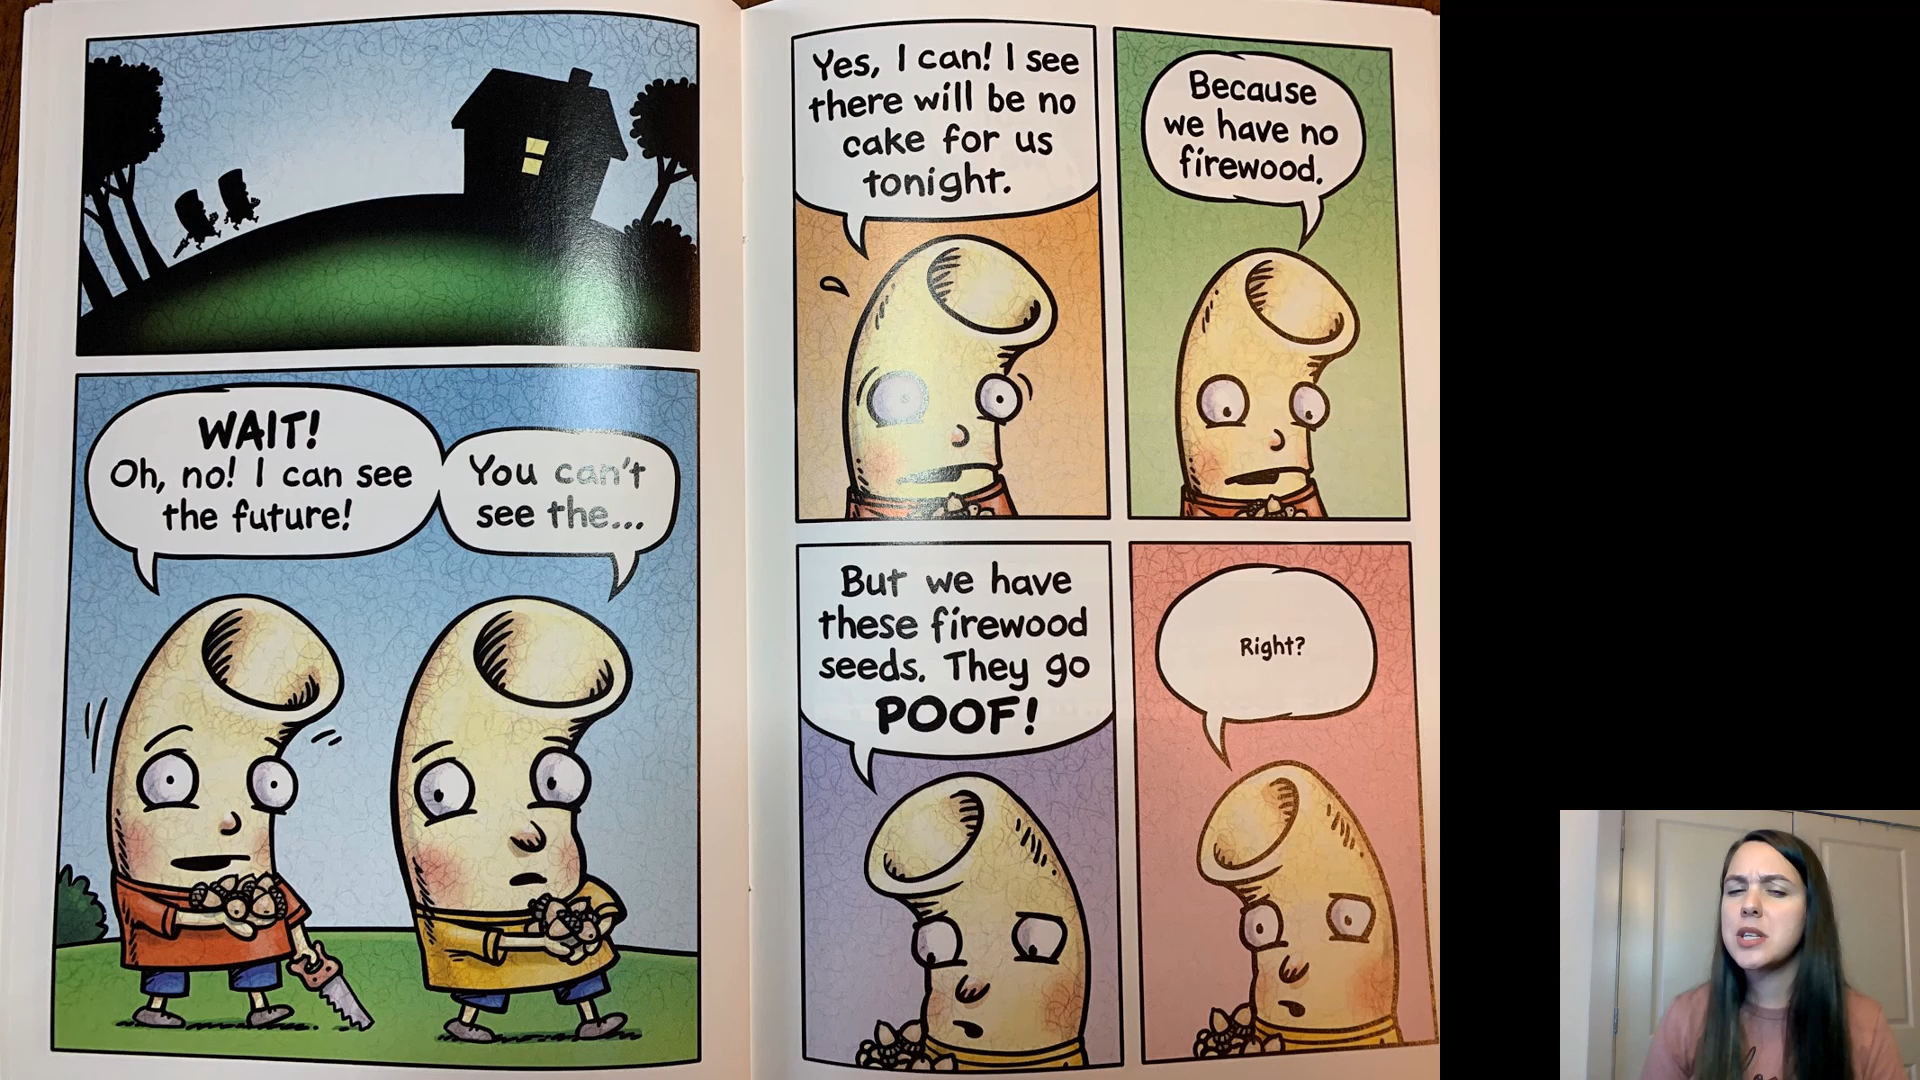 WAIT!
Oh, no! I can see
the future!
You can't
see the...
Yes, I can! I see
there will be no
cake for us
tonight.
Because
we have no
firewood.
But we have
these firewood
seeds. They go
POOF!
Right?